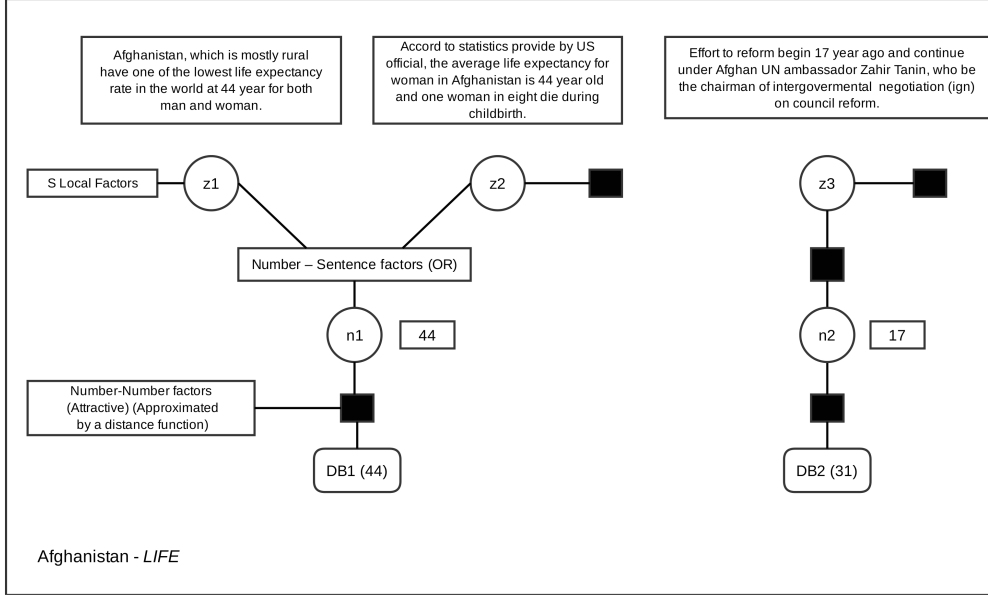 Afghanistan, which is mostly rural
have one of the lowest life expectancy
rate in the world at 44 year for both
man and woman.
Accord to statistics provide by US
official, the average life expectancy for
woman in Afghanistan is 44 year old
and one woman in eight die during
childbirth.
Effort to reform begin 17 year ago and continue
under Afghan UN ambassador Zahir Tanin, who be
the chairman of intergovermental negotiation (ign)
on council reform.
S Local Factors
z1
z2
z3
Number – Sentence factors (OR)
n1
44
n2
17
Number-Number factors
(Attractive) (Approximated
by a distance function)
DB1 (44)
DB2 (31)
Afghanistan - LIFE